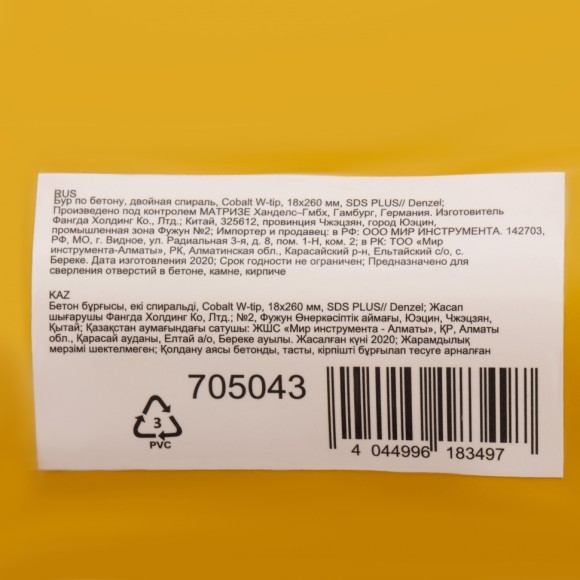 RUS
Бур по бетону, двойная спираль, Cobalt W-tip, 18x260 мм, SDS PLUS// Denzel;
Произведено под контролем МАТРИЗЕ Ханделс-Гмбх, Гамбург, Германия. Изготовитель
Фангда Холдинг Ко., Лтд.; Китай, 325612, провинция Чжэцзян, город Юэцин,
промышленная зона Фужун №2; Импортер и продавец: в РФ: ООО МИР ИНСТРУМЕНТА. 142703,
РФ, МО, г. Видное, ул. Радиальная 3-я, д. 8, пом. 1-Н, ком. 2; в РК: ТОО «Мир
инструмента-Алматы», РК, Алматинская обл., Карасайский р-н, Ельтайский с/о, с.
Береке. Дата изготовления 2020; Срок годности не ограничен; Предназначено для
сверления отверстий в бетоне, камне, кирпиче
KAZ
Бетон бұрғысы, екі спиральді, Cobalt W-tip, 18x260 мм, SDS PLUS// Denzel; Жасап
шығарушы Фангда Холдинг Ко, Лтд.; №2, Фужун Өнеркәсіптік аймағы, Юэцин, Чжэцзян,
Қытай; Қазақстан аумағындағы сатушы: ЖШС «Мир инструмента - Алматы», ҚР, Алматы
обл., Қарасай ауданы, Елтай а/о, Береке ауылы. Жасалған күні 2020; Жарамдылық
мерзімі шектелмеген; Қолдану аясы бетонды, тасты, кірпішті бұрғылап тесуге арналған
705043
3
PVC
4 044996 183497